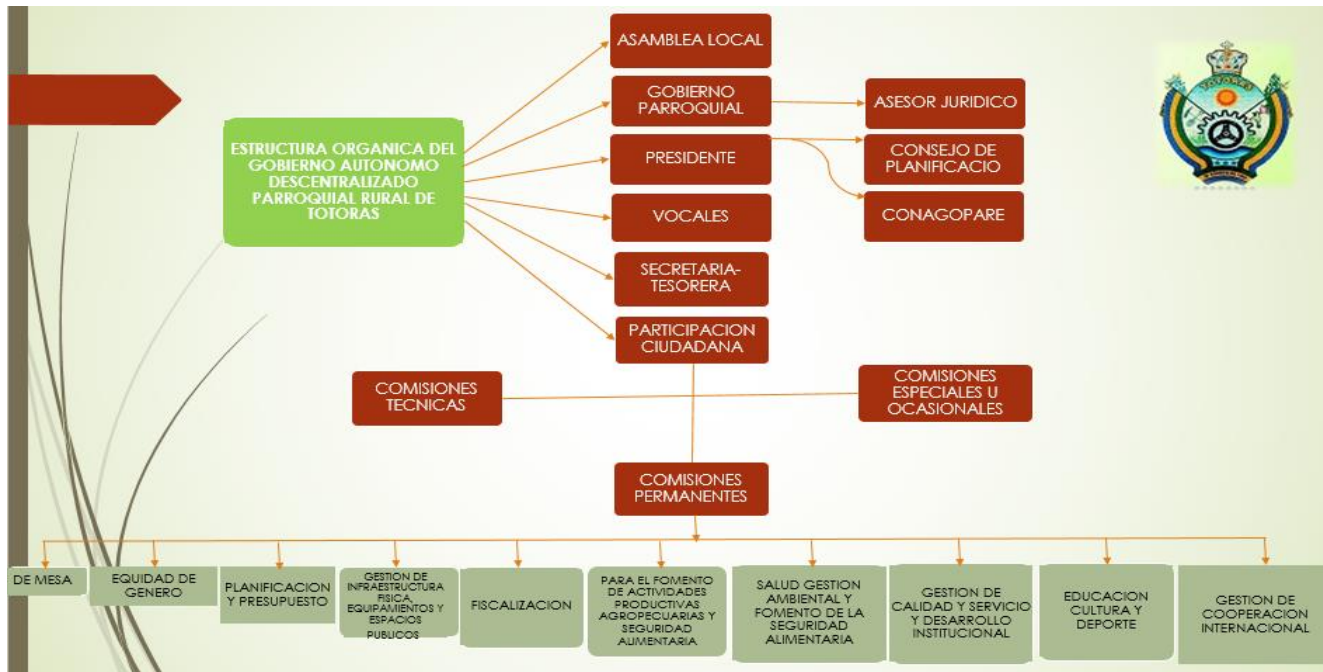 ASAMBLEA LOCAL
GOBIERNO
PARROQUIAL
ASESOR JURIDICO
ESTRUCTURA ORGANICA DEL
GOBIERNO AUTONOMO
DESCENTRALIZADO
PARROQUIAL RURAL DE
TOTORAS
PRESIDENTE
CONSEJO DE
PLANIFICACIO
VOCALES
CONAGOPARE
SECRETARIA-
TESORERA
PARTICIPACION
CIUDADANA
COMISIONES
TECNICAS
COMISIONES
ESPECIALES U
OCASIONALES
COMISIONES
PERMANENTES
DE MESA
EQUIDAD DE
GENERO
PLANIFICACION
Y PRESUPUESTO
GESTION DE
INFRAESTRUCTURA
FISICA,
EQUIPAMIENTOS Y
ESPACIOS
PUBLICOS
FISCALIZACION
PARA EL FOMENTO
DE ACTIVIDADES
PRODUCTIVAS
AGROPECUARIAS Y
SEGURIDAD
ALIMENTARIA
SALUD GESTION
AMBIENTAL Y
FOMENTO DE LA
SEGURIDAD
ALIMENTARIA
GESTION DE
CALIDAD Y SERVICIO
Y DESARROLLO
INSTITUCIONAL
EDUCACION
CULTURA Y
DEPORTE
GESTION DE
COOPERACION
INTERNACIONAL
TOTORAS